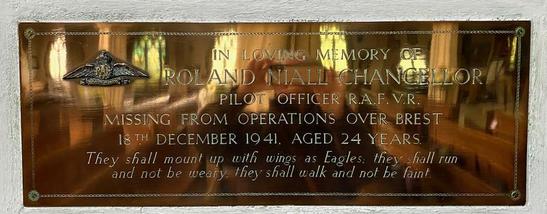 IN LOVING MEMORY OF
ROLAND NIALL CHANCELLOR
PILOT OFFICER R.A.F.V.R.
MISSING FROM OPERATIONS OVER BREST
18TH DECEMBER 1941, AGED 24 YEARS.
They shall mount up with wings as Eagles; they shall run
and not be weary, they shall walk and not be faint.